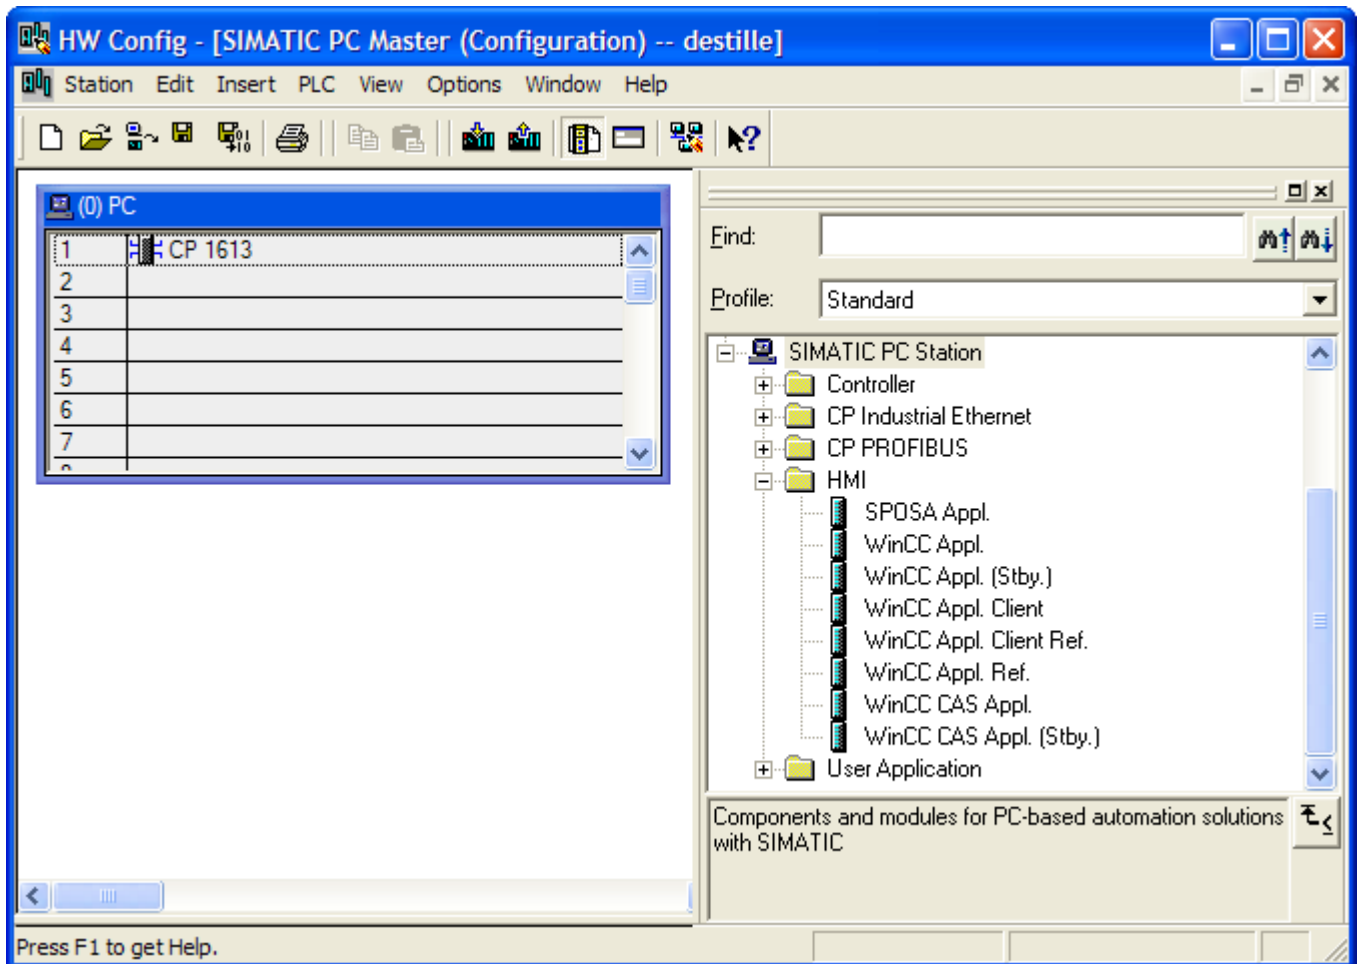 HW Config - [SIMATIC PC Master (Configuration) -- destille]
Station Edit Insert PLC View Options Window Help
(0) PC
1 CP 1613
2
3
4
5
6
7
Find:
Profile: Standard
SIMATIC PC Station
Controller
CP Industrial Ethernet
CP PROFIBUS
HMI
SPOSA Appl.
WinCC Appl.
WinCC Appl. (Stby.)
WinCC Appl. Client
WinCC Appl. Client Ref.
WinCC Appl. Ref.
WinCC CAS Appl.
WinCC CAS Appl. (Stby.)
User Application
Components and modules for PC-based automation solutions
with SIMATIC
Press F1 to get Help.